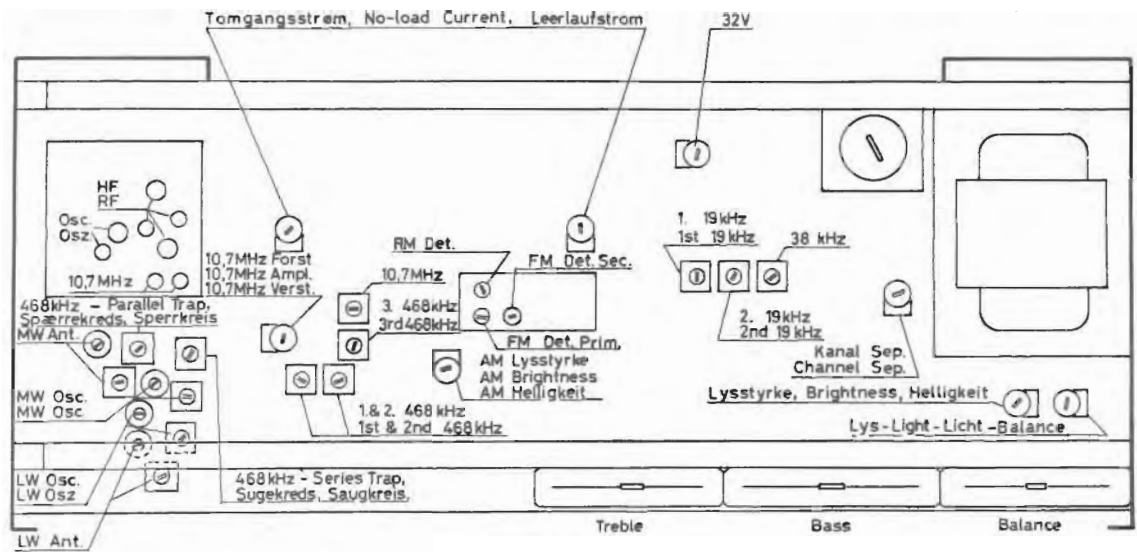 Tomgangsstrøm, No-load Current, Leerlaufstrom
32V
HF
RF
Osc.
Osz
10,7MHz
468kHz - Parallel Trap,
Spærrekreds, Sperrkreis
MW Ant.
MW Osc.
MW Osc.
LW Osc.
LW Osz
LW Ant.
10,7MHz Forst
10,7MHz Ampl.
10,7MHz Verst.
RM Det.
10,7MHz
FM Det. Sec.
3. 468kHz
3rd 468kHz
FM Det. Prim.
AM Lysstyrke
AM Brightness
AM Helligkeit
1.& 2. 468 kHz
1st & 2nd 468kHz
468kHz - Series Trap,
Sugekreds, Saugkreis,
1. 19kHz
1st 19kHz
38 kHz
2. 19kHz
2nd 19kHz
Kanal Sep.
Channel Sep.
Lysstyrke, Brightness, Helligkeit
Lys-Light-Licht-Balance
Treble
Bass
Balance